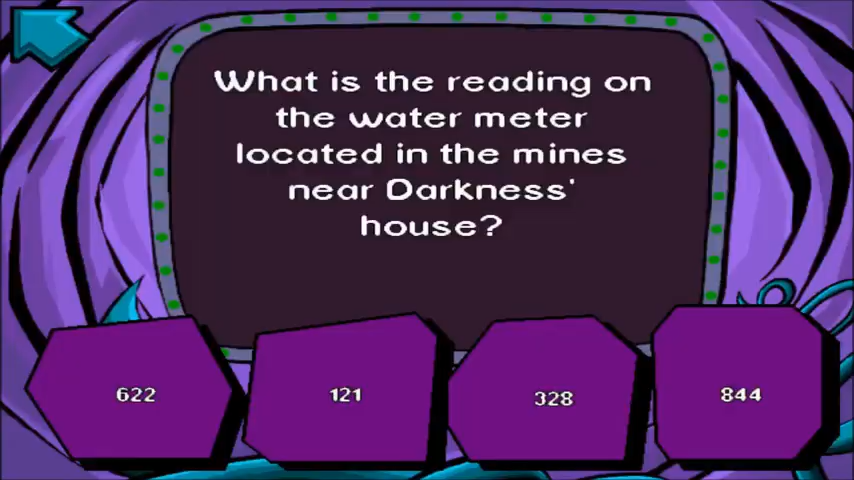 What is the reading on
the water meter
located in the mines
near Darkness'
house?
622
121
328
844